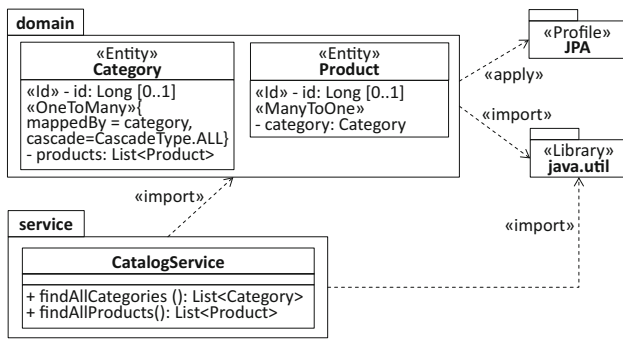 domain
«Entity»
Category
«Id» - id: Long [0..1]
«OneToMany»{
mappedBy = category,
cascade=CascadeType.ALL}
- products: List<Product>
«Entity»
Product
«Id» - id: Long [0..1]
«ManyToOne»
- category: Category
«Profile»
JPA
«apply»
«import»
«Library»
java.util
«import»
«import»
service
CatalogService
+ findAllCategories (): List<Category>
+ findAllProducts(): List<Product>